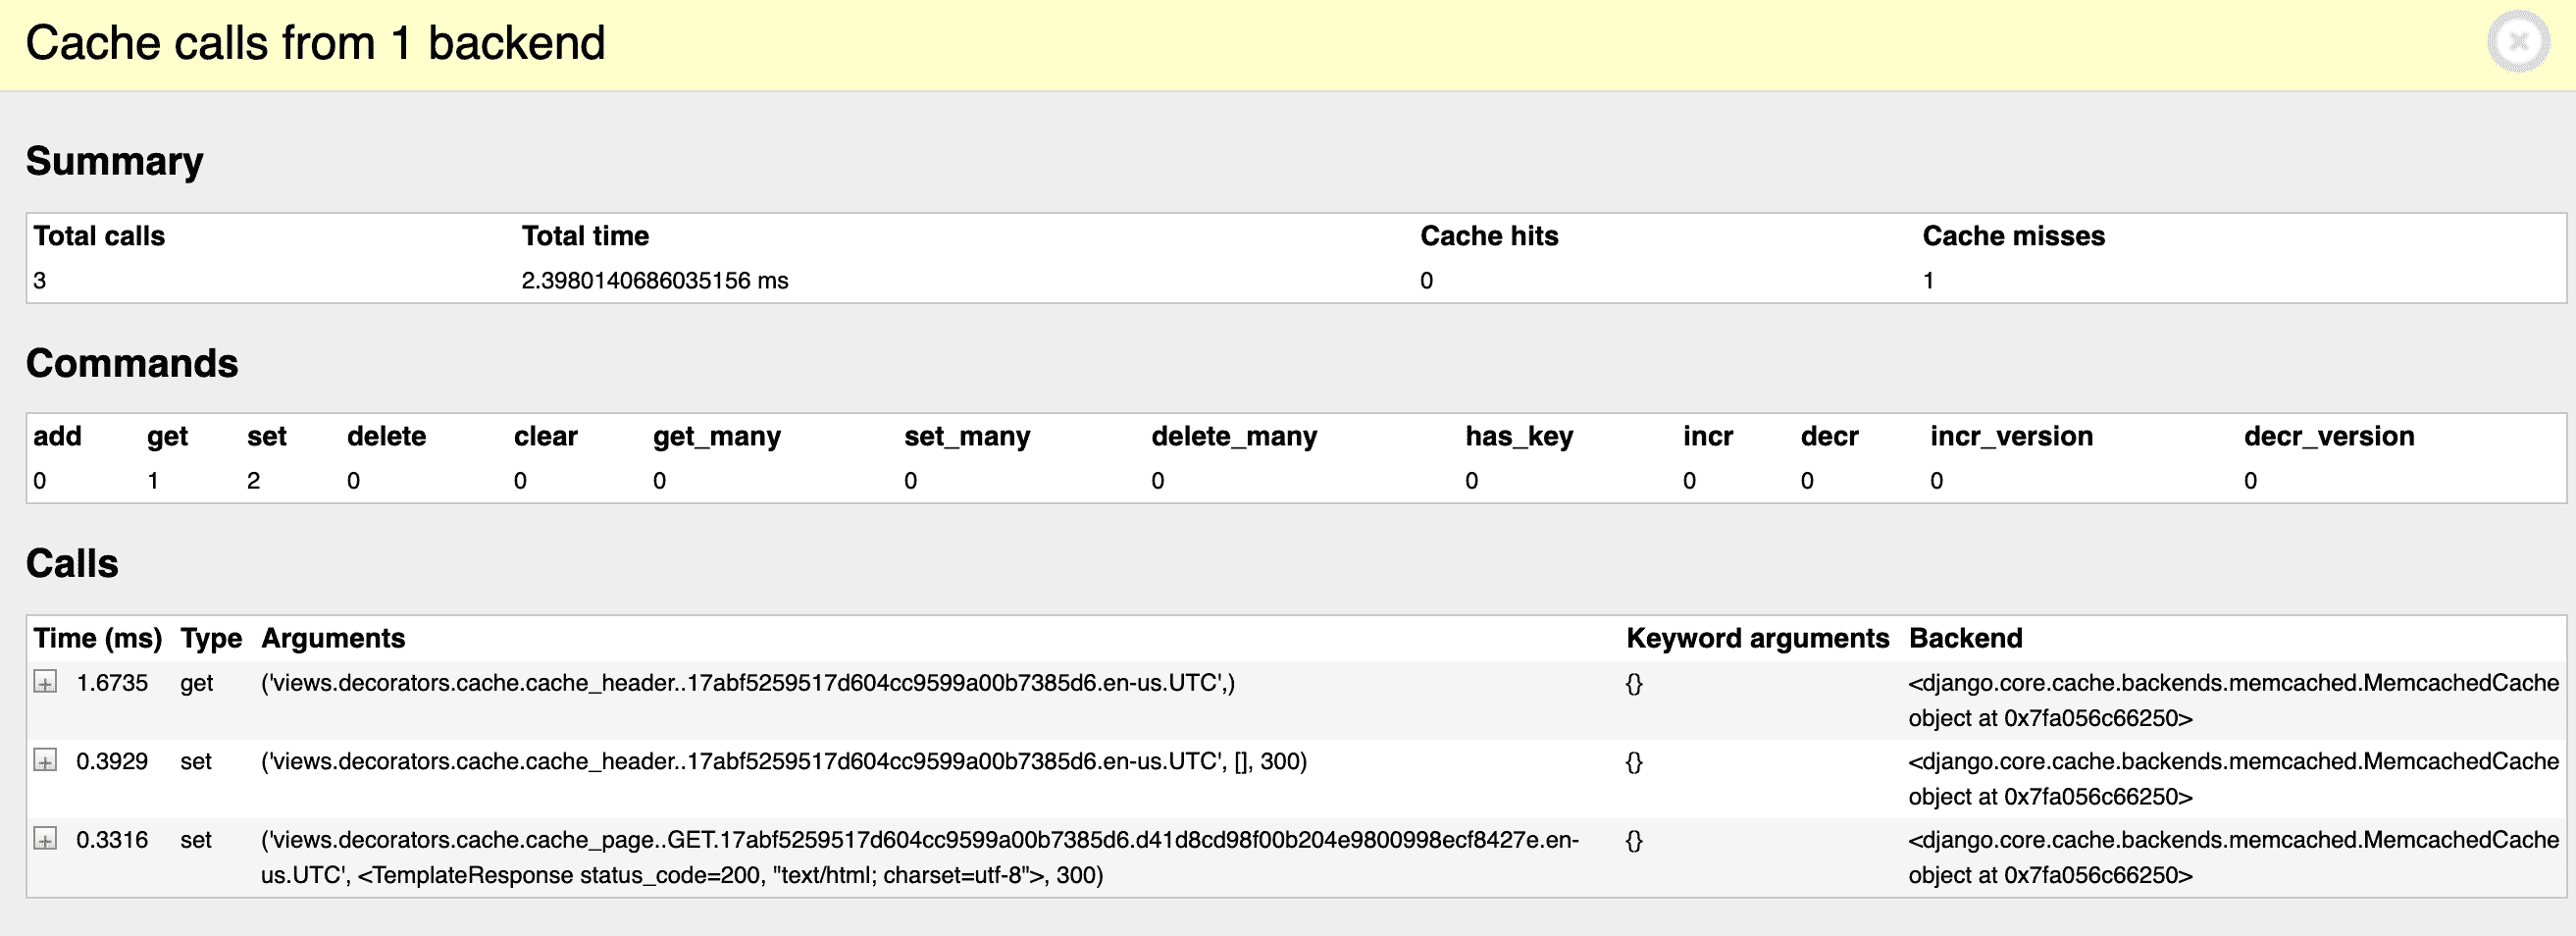 Cache calls from 1 backend
Summary
Total calls Total time Cache hits Cache misses
3 2.3980140686035156 ms 0 1
Commands
add get set delete clear get_many set_many delete_many has_key incr decr incr_version decr_version
0 1 2 0 0 0 0 0 0 0 0 0 0
Calls
Time (ms) Type Arguments Keyword arguments Backend
1.6735 get ('views.decorators.cache.cache_header..17abf5259517d604cc9599a00b7385d6.en-us.UTC',) {} <django.core.cache.backends.memcached.MemcachedCache
object at 0x7fa056c66250>
0.3929 set ('views.decorators.cache.cache_header..17abf5259517d604cc9599a00b7385d6.en-us.UTC', [], 300) {} <django.core.cache.backends.memcached.MemcachedCache
object at 0x7fa056c66250>
0.3316 set ('views.decorators.cache.cache_page..GET.17abf5259517d604cc9599a00b7385d6.d41d8cd98f00b204e9800998ecf8427e.en- {} <django.core.cache.backends.memcached.MemcachedCache
us.UTC', <TemplateResponse status_code=200, "text/html; charset=utf-8">, 300) object at 0x7fa056c66250>